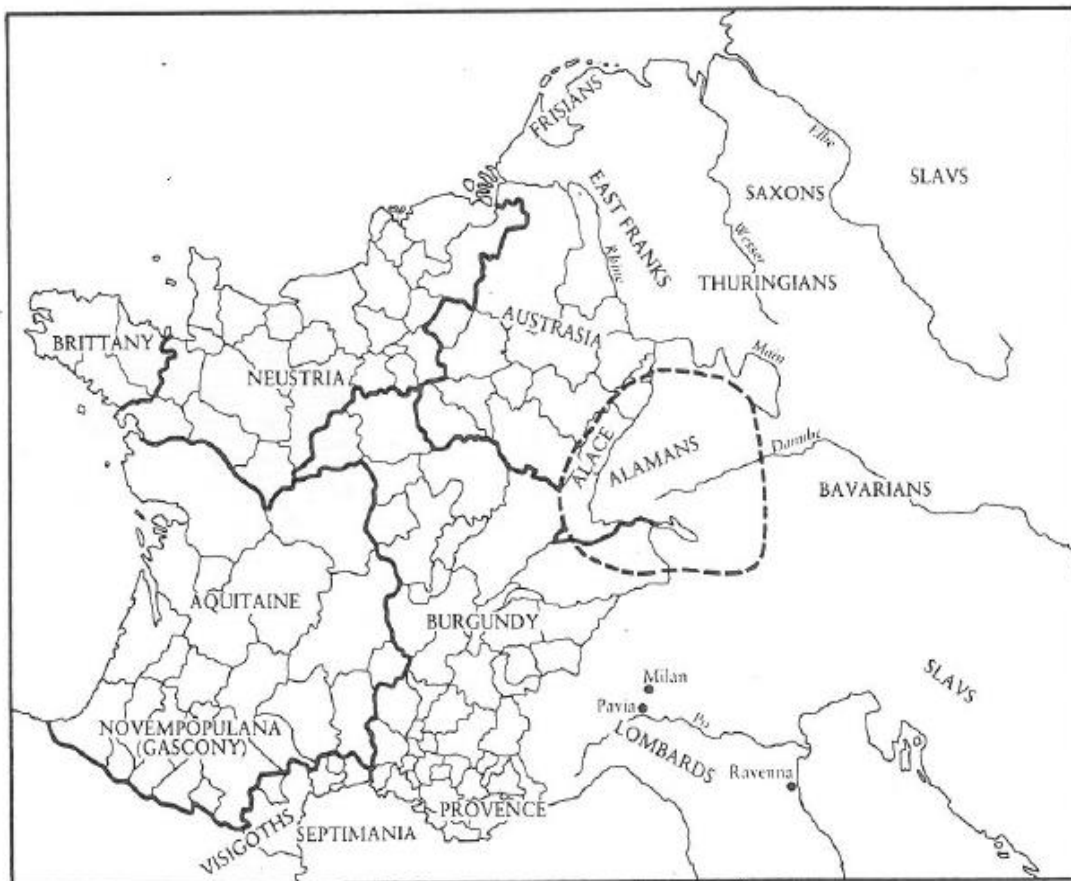 FRISIANS
Elbe
SLAVS
SAXONS
EAST FRANKS
Rhine
Wesser
THURINGIANS
BRITTANY
NEUSTRIA
AUSTRASIA
Main
ALACE
ALAMANS
Danube
BAVARIANS
AQUITAINE
BURGUNDY
SLAVS
Milan
Pavia
Po
LOMBARDS
Ravenna
NOVEMPOPULANA
(GASCONY)
PROVENCE
VISIGOTHS
SEPTIMANIA